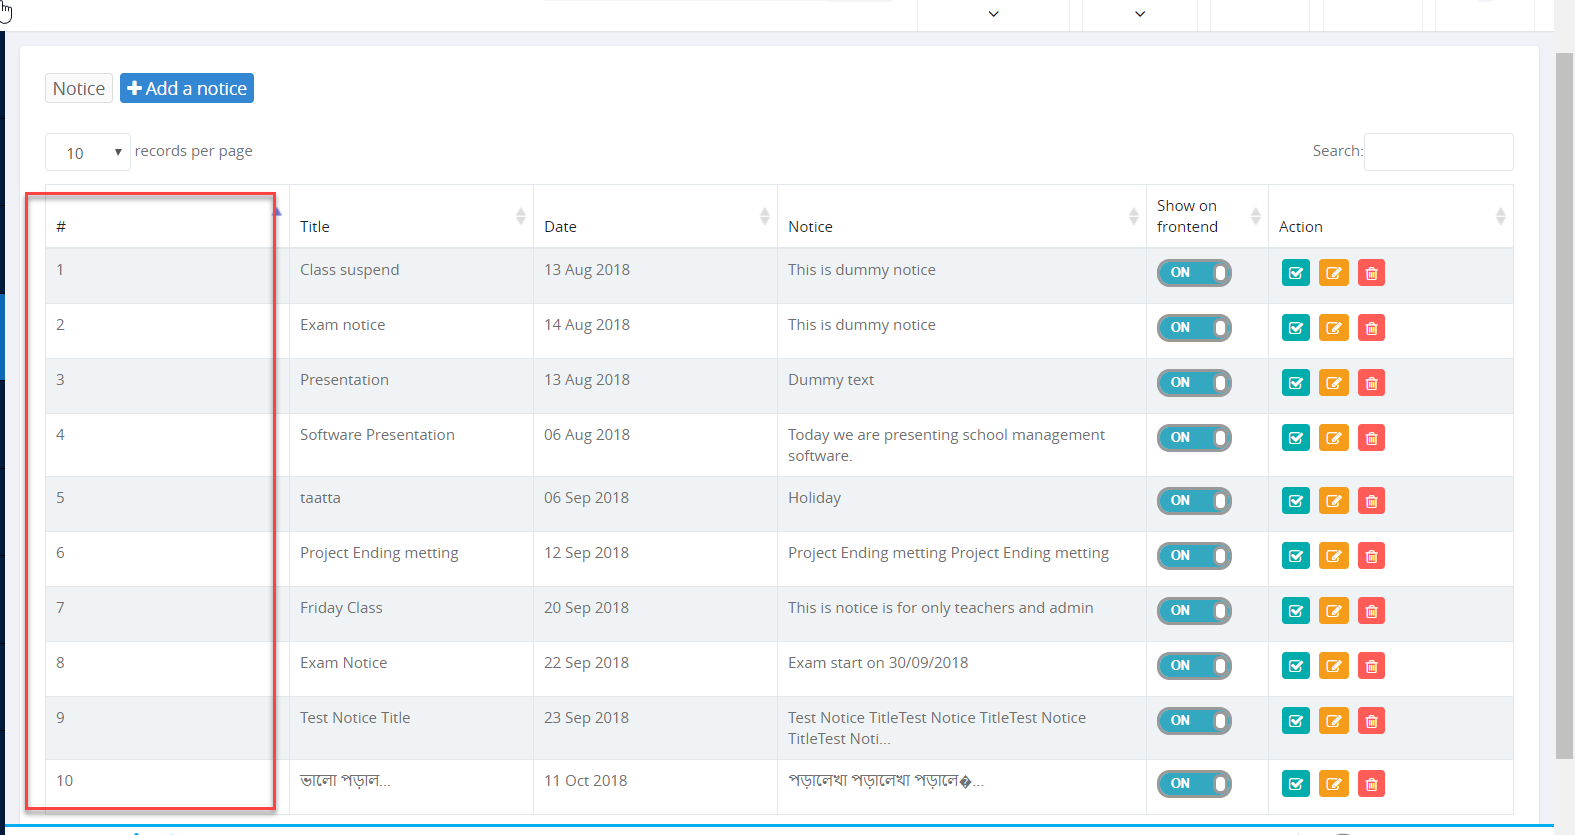 Notice Add a notice
10 records per page Search:
# Title Date Notice Show on frontend Action
1 Class suspend 13 Aug 2018 This is dummy notice ON
2 Exam notice 14 Aug 2018 This is dummy notice ON
3 Presentation 13 Aug 2018 Dummy text ON
4 Software Presentation 06 Aug 2018 Today we are presenting school management software. ON
5 taatta 06 Sep 2018 Holiday ON
6 Project Ending metting 12 Sep 2018 Project Ending metting Project Ending metting ON
7 Friday Class 20 Sep 2018 This is notice is for only teachers and admin ON
8 Exam Notice 22 Sep 2018 Exam start on 30/09/2018 ON
9 Test Notice Title 23 Sep 2018 Test Notice TitleTest Notice TitleTest Notice TitleTest Noti... ON
10 ভালো পড়াল... 11 Oct 2018 পড়ালেখা পড়ালেখা পড়ালে�... ON